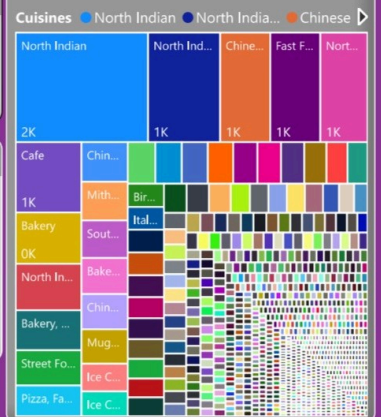 Cuisines North Indian North India... Chinese
North Indian
North Ind...
Chine...
Fast F...
Nort...
2K
1K
1K
1K
1K
Cafe
1K
Bakery
0K
North In...
Bakery, ...
Street Fo...
Pizza, Fa...
Chin...
Mith...
Sout...
Bake...
Chin...
Mug...
Ice C...
Ice C...
Bir...
Ital...